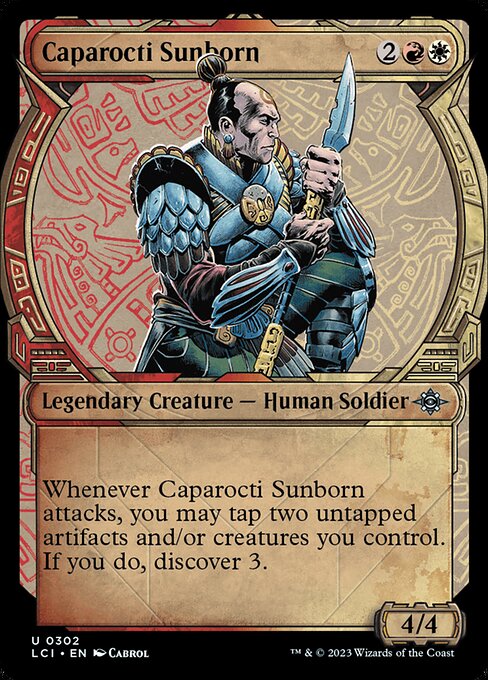 Caparocti Sunborn 2
Legendary Creature — Human Soldier
Whenever Caparocti Sunborn
attacks, you may tap two untapped
artifacts and/or creatures you control.
If you do, discover 3.
4/4
U 0302
LCI • EN CABROL
™ & © 2023 Wizards of the Coast